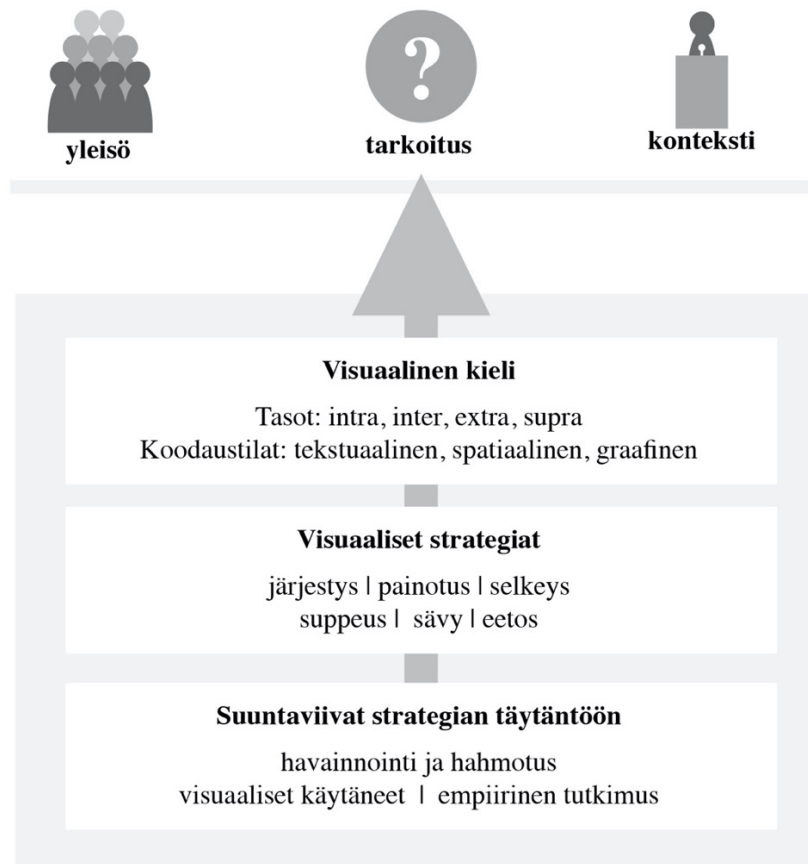 ?
yleisö
tarkoitus
konteksti
Visuaalinen kieli
Tasot: intra, inter, extra, supra
Koodaustilat: tekstuaalinen, spatiaalinen, graafinen
Visuaaliset strategiat
järjestys | painotus | selkeys
suppeus | sävy | eetos
Suuntaviivat strategian täytäntöön
havainnointi ja hahmotus
visuaaliset käytäneet | empiirinen tutkimus